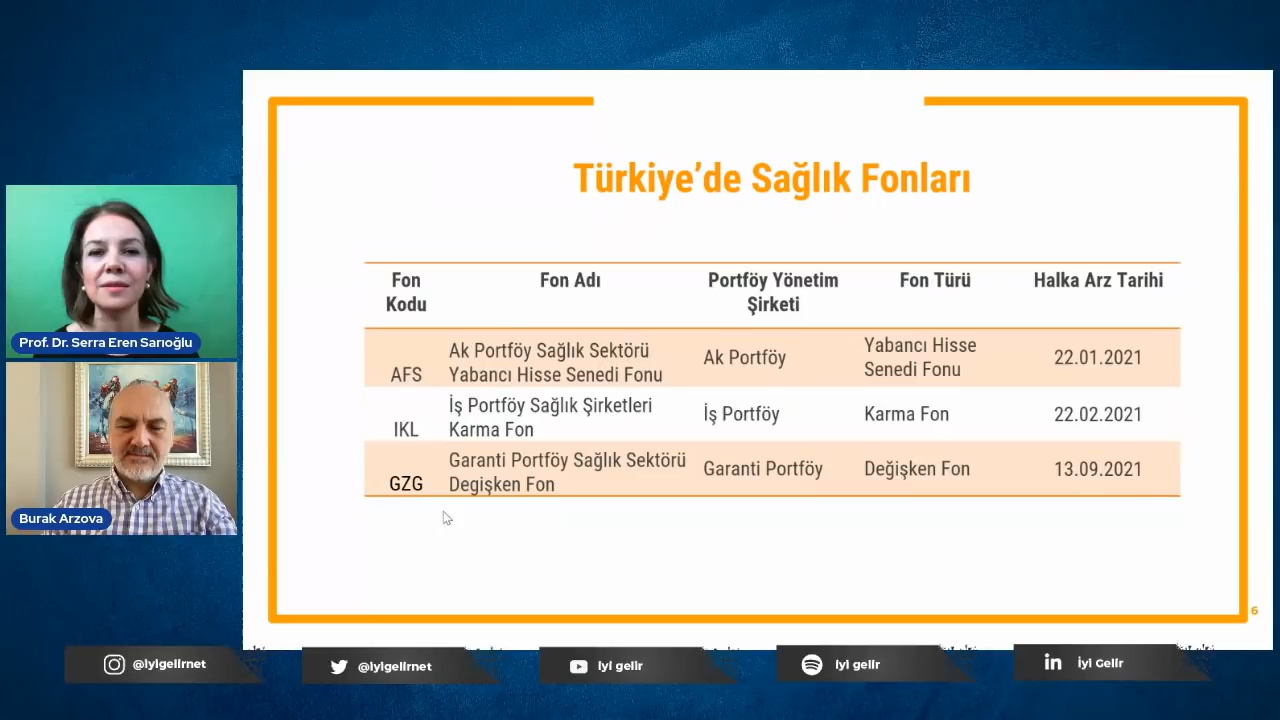 Türkiye’de Sağlık Fonları
Fon Kodu
Fon Adı
Portföy Yönetim Şirketi
Fon Türü
Halka Arz Tarihi
AFS
Ak Portföy Sağlık Sektörü
Yabancı Hisse Senedi Fonu
Ak Portföy
Yabancı Hisse
Senedi Fonu
22.01.2021
IKL
İş Portföy Sağlık Şirketleri
Karma Fon
İş Portföy
Karma Fon
22.02.2021
GZG
Garanti Portföy Sağlık Sektörü
Degişken Fon
Garanti Portföy
Değişken Fon
13.09.2021
6
Prof. Dr. Serra Eren Sarıoğlu
Burak Arzova
@iyigelirnet
@iyigelirnet
iyi gelir
iyi gelir
İyi Gelir